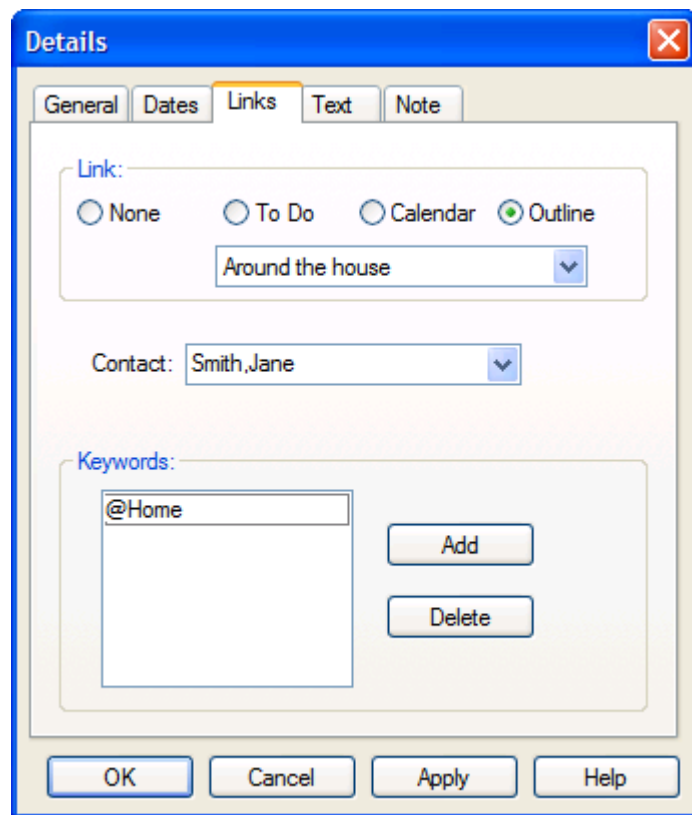 Details
General Dates Links Text Note
Link:
None To Do Calendar Outline
Around the house
Contact: Smith,Jane
Keywords:
@Home
Add
Delete
OK Cancel Apply Help